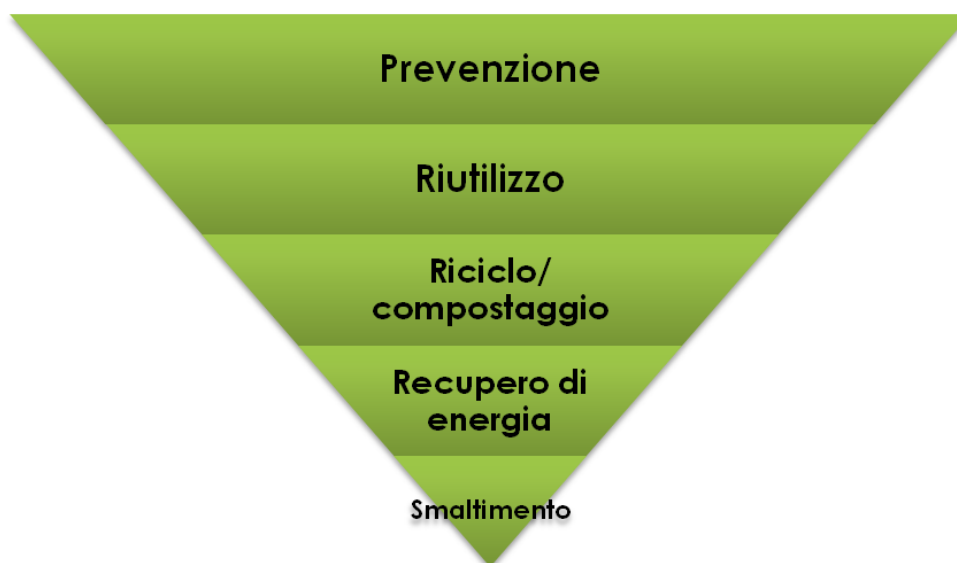 Prevenzione
Riutilizzo
Riciclo/
compostaggio
Recupero di
energia
Smaltimento